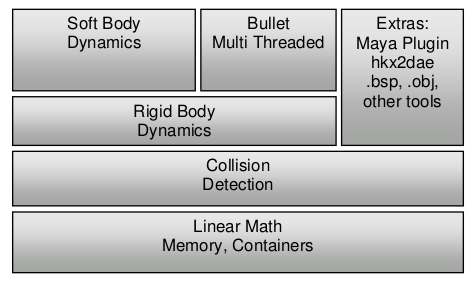 Soft Body
Dynamics
Bullet
Multi Threaded
Extras:
Maya Plugin
hkx2dae
.bsp, .obj,
other tools
Rigid Body
Dynamics
Collision
Detection
Linear Math
Memory, Containers